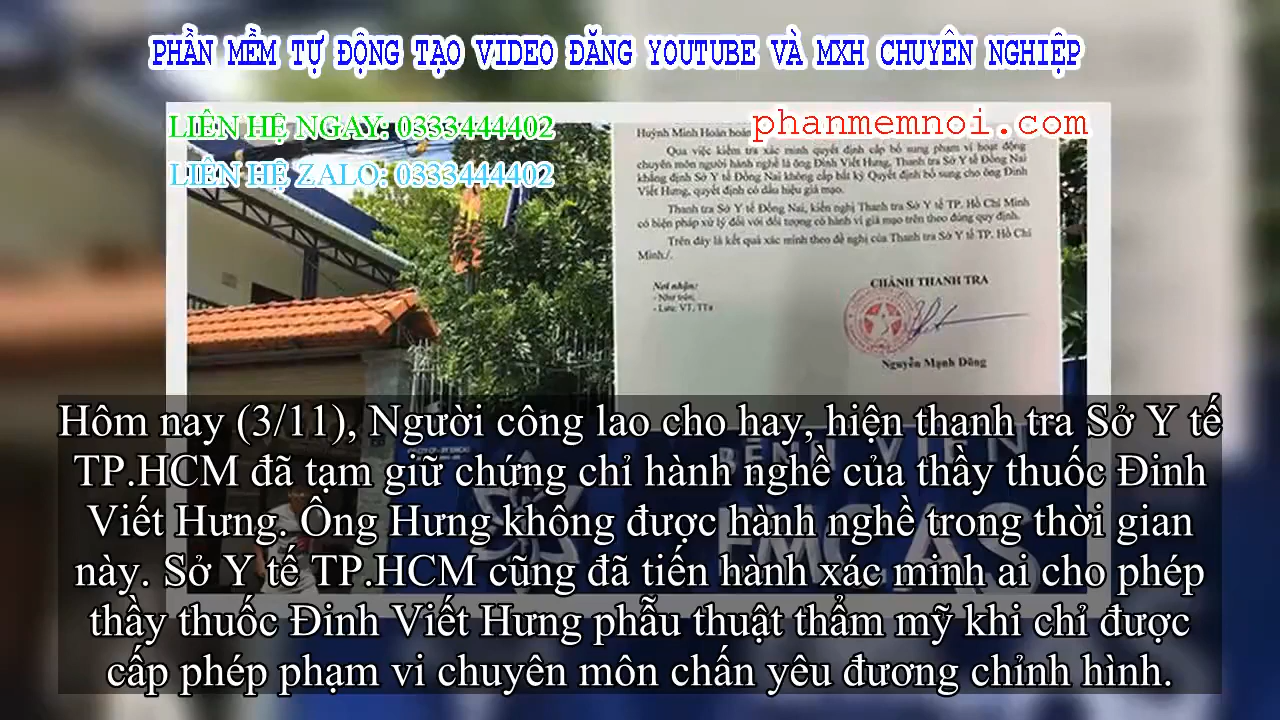 PHẦN MỀM TỰ ĐỘNG TẠO VIDEO ĐĂNG YOUTUBE VÀ MXH CHUYÊN NGHIỆP
LIÊN HỆ NGAY: 0333444402
phanmemnoi.com
LIÊN HỆ ZALO: 0333444402
Huỳnh Minh Hoàn hoàn
Qua việc kiểm tra xác minh quyết định cấp bổ sung phạm vi hoạt động
chuyên môn người hành nghề là ông Đinh Viết Hưng, Thanh tra Sở Y tế Đồng Nai
khẳng định Sở Y tế Đồng Nai không cấp bất kỳ Quyết định bổ sung cho ông Đinh
Viết Hưng, quyết định có dấu hiệu giả mạo.
Thanh tra Sở Y tế Đồng Nai, kiến nghị Thanh tra Sở Y tế TP. Hồ Chí Minh
có biện pháp xử lý đối với đối tượng có hành vi giả mạo trên theo đúng quy định.
Trên đây là kết quả xác minh theo đề nghị của Thanh tra Sở Y tế TP. Hồ Chí
Minh./.
Nơi nhận:
- Như trên;
- Lưu: VT, TTa
CHÁNH THANH TRA
Nguyễn Mạnh Dũng
BỆNH VIỆN
EMCAS
Hôm nay (3/11), Người công lao cho hay, hiện thanh tra Sở Y tế
TP.HCM đã tạm giữ chứng chỉ hành nghề của thầy thuốc Đinh
Viết Hưng. Ông Hưng không được hành nghề trong thời gian
này. Sở Y tế TP.HCM cũng đã tiến hành xác minh ai cho phép
thầy thuốc Đinh Viết Hưng phẫu thuật thẩm mỹ khi chỉ được
cấp phép phạm vi chuyên môn chấn yêu đương chỉnh hình.